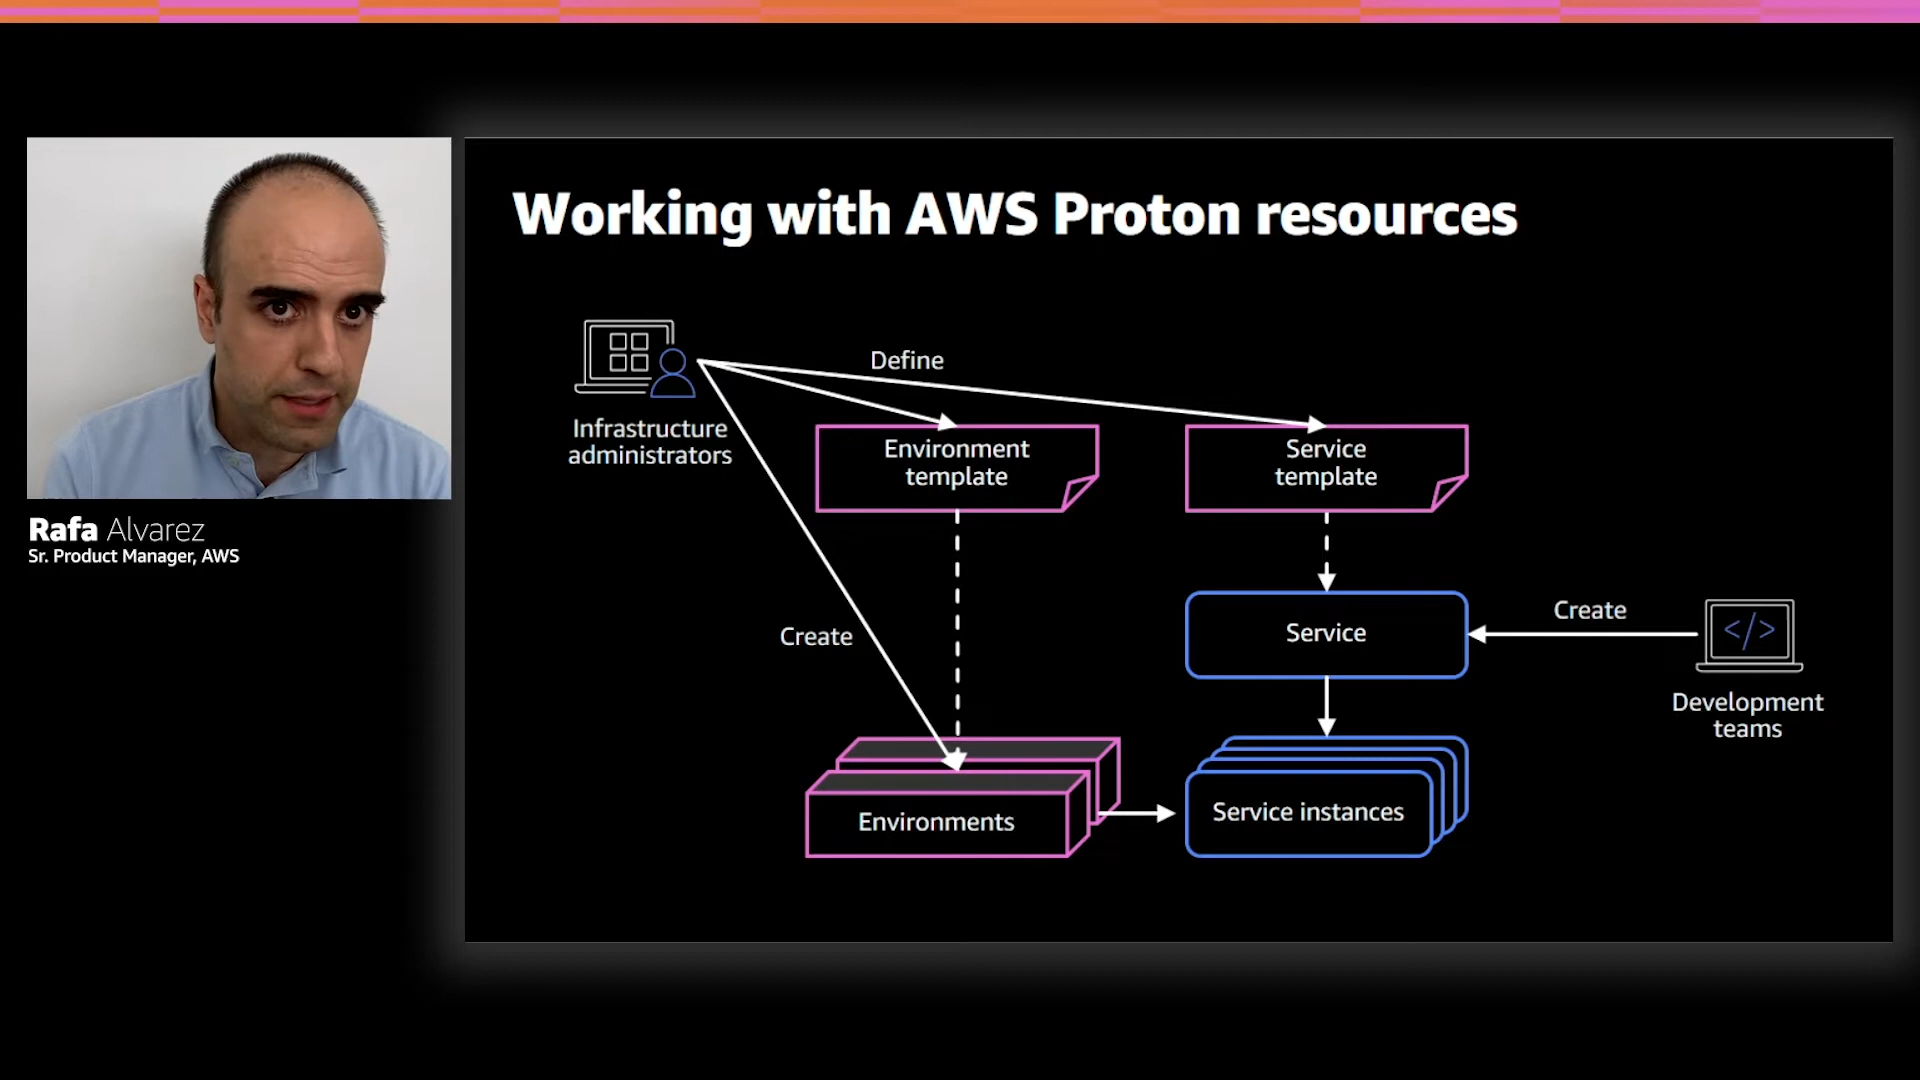 Working with AWS Proton resources
Define
Infrastructure
administrators
Environment
template
Service
template
Rafa Alvarez
Sr. Product Manager, AWS
Create
Service
Create
</>
Development
teams
Environments
Service instances